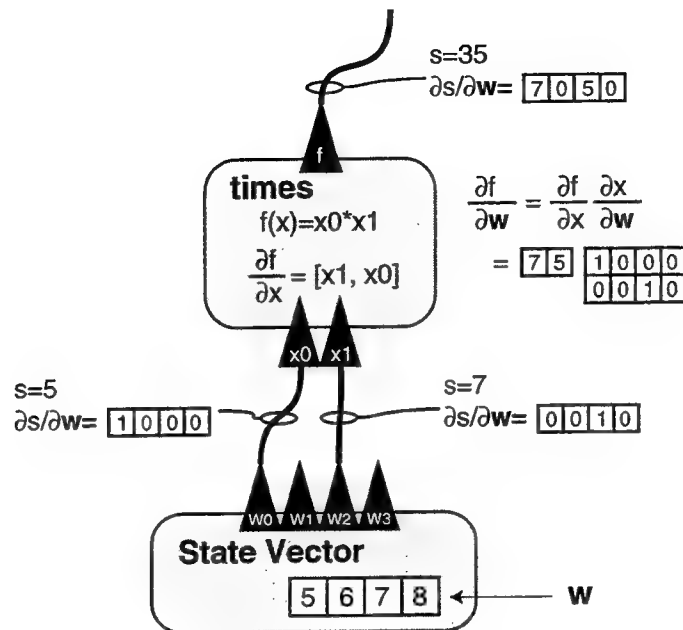 s=35
∂s/∂w= 7 0 5 0
f
times
f(x)=x0*x1
∂f/∂x = [x1, x0]
∂f/∂w = ∂f/∂x ∂x/∂w
= 7 5 1 0 0 0
0 0 1 0
x0 x1
s=5
∂s/∂w= 1 0 0 0
s=7
∂s/∂w= 0 0 1 0
W0 W1 W2 W3
State Vector
5 6 7 8
w